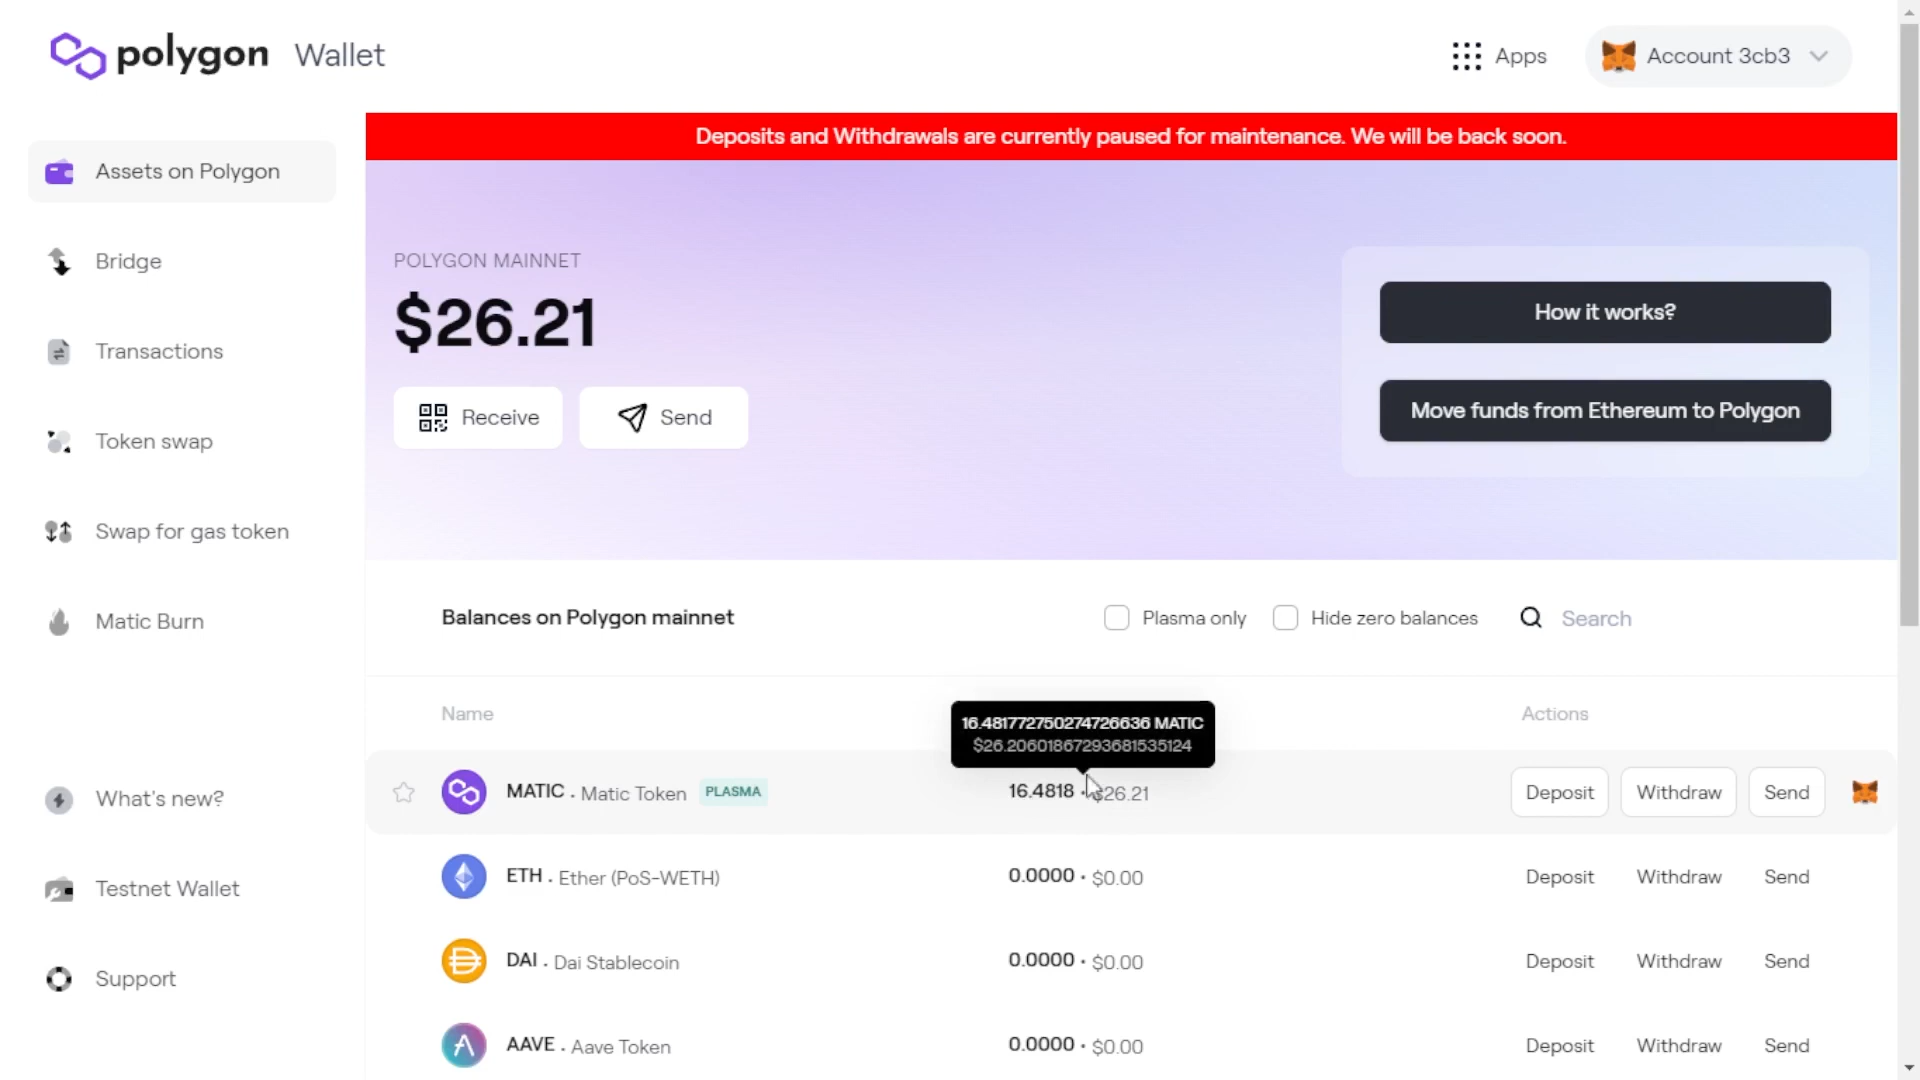 polygon Wallet
Apps
Account 3cb3
Deposits and Withdrawals are currently paused for maintenance. We will be back soon.
Assets on Polygon
Bridge
Transactions
Token swap
Swap for gas token
Matic Burn
What's new?
Testnet Wallet
Support
POLYGON MAINNET
$26.21
Receive
Send
How it works?
Move funds from Ethereum to Polygon
Balances on Polygon mainnet
Plasma only
Hide zero balances
Search
Name
Actions
16.481772750274726636 MATIC
$26.20601867293681535124
MATIC . Matic Token PLASMA 16.4818 · $26.21 Deposit Withdraw Send
ETH . Ether (PoS-WETH) 0.0000 · $0.00 Deposit Withdraw Send
DAI . Dai Stablecoin 0.0000 · $0.00 Deposit Withdraw Send
AAVE . Aave Token 0.0000 · $0.00 Deposit Withdraw Send